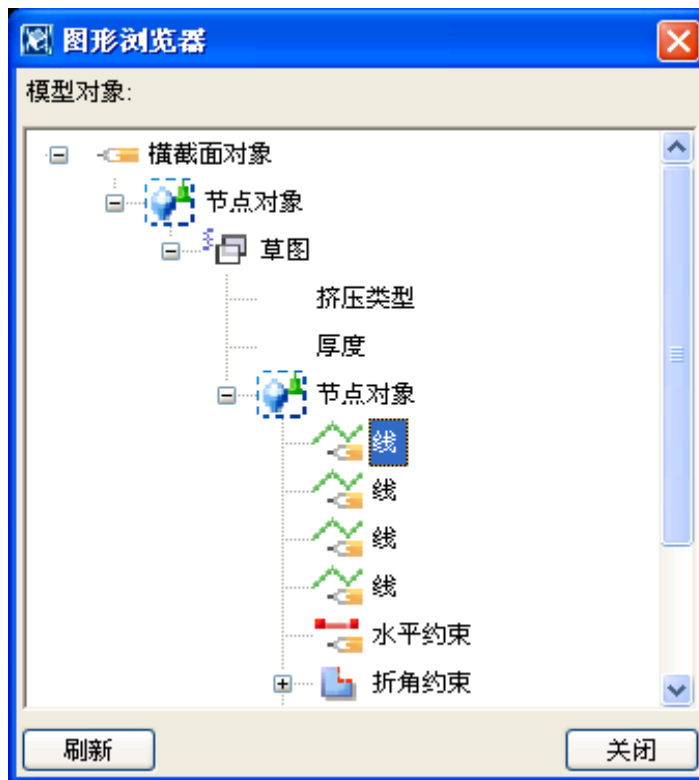 图形浏览器
模型对象:
横截面对象
节点对象
草图
挤压类型
厚度
节点对象
线
线
线
线
水平约束
折角约束
刷新
关闭